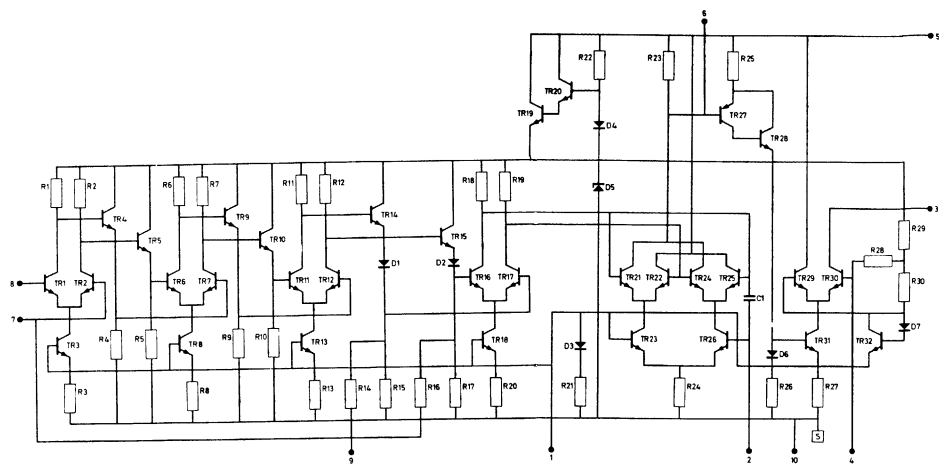 6
5
R22
R23
R25
TR20
TR19
TR27
D4
TR28
D5
R1
R2
R6
R7
R11
R12
R18
R19
TR4
TR9
TR14
3
TR5
TR10
TR15
R29
R28
D1
D2
8
TR1
TR2
TR6
TR7
TR11
TR12
TR16
TR17
TR21
TR22
TR24
TR25
TR29
TR30
R30
C1
7
D7
TR3
R4
R5
TR8
R9
R10
TR13
TR18
D3
TR23
TR26
TR31
TR32
D6
R3
R8
R13
R14
R15
R16
R17
R20
R21
R24
R26
R27
S
9
1
2
10
4